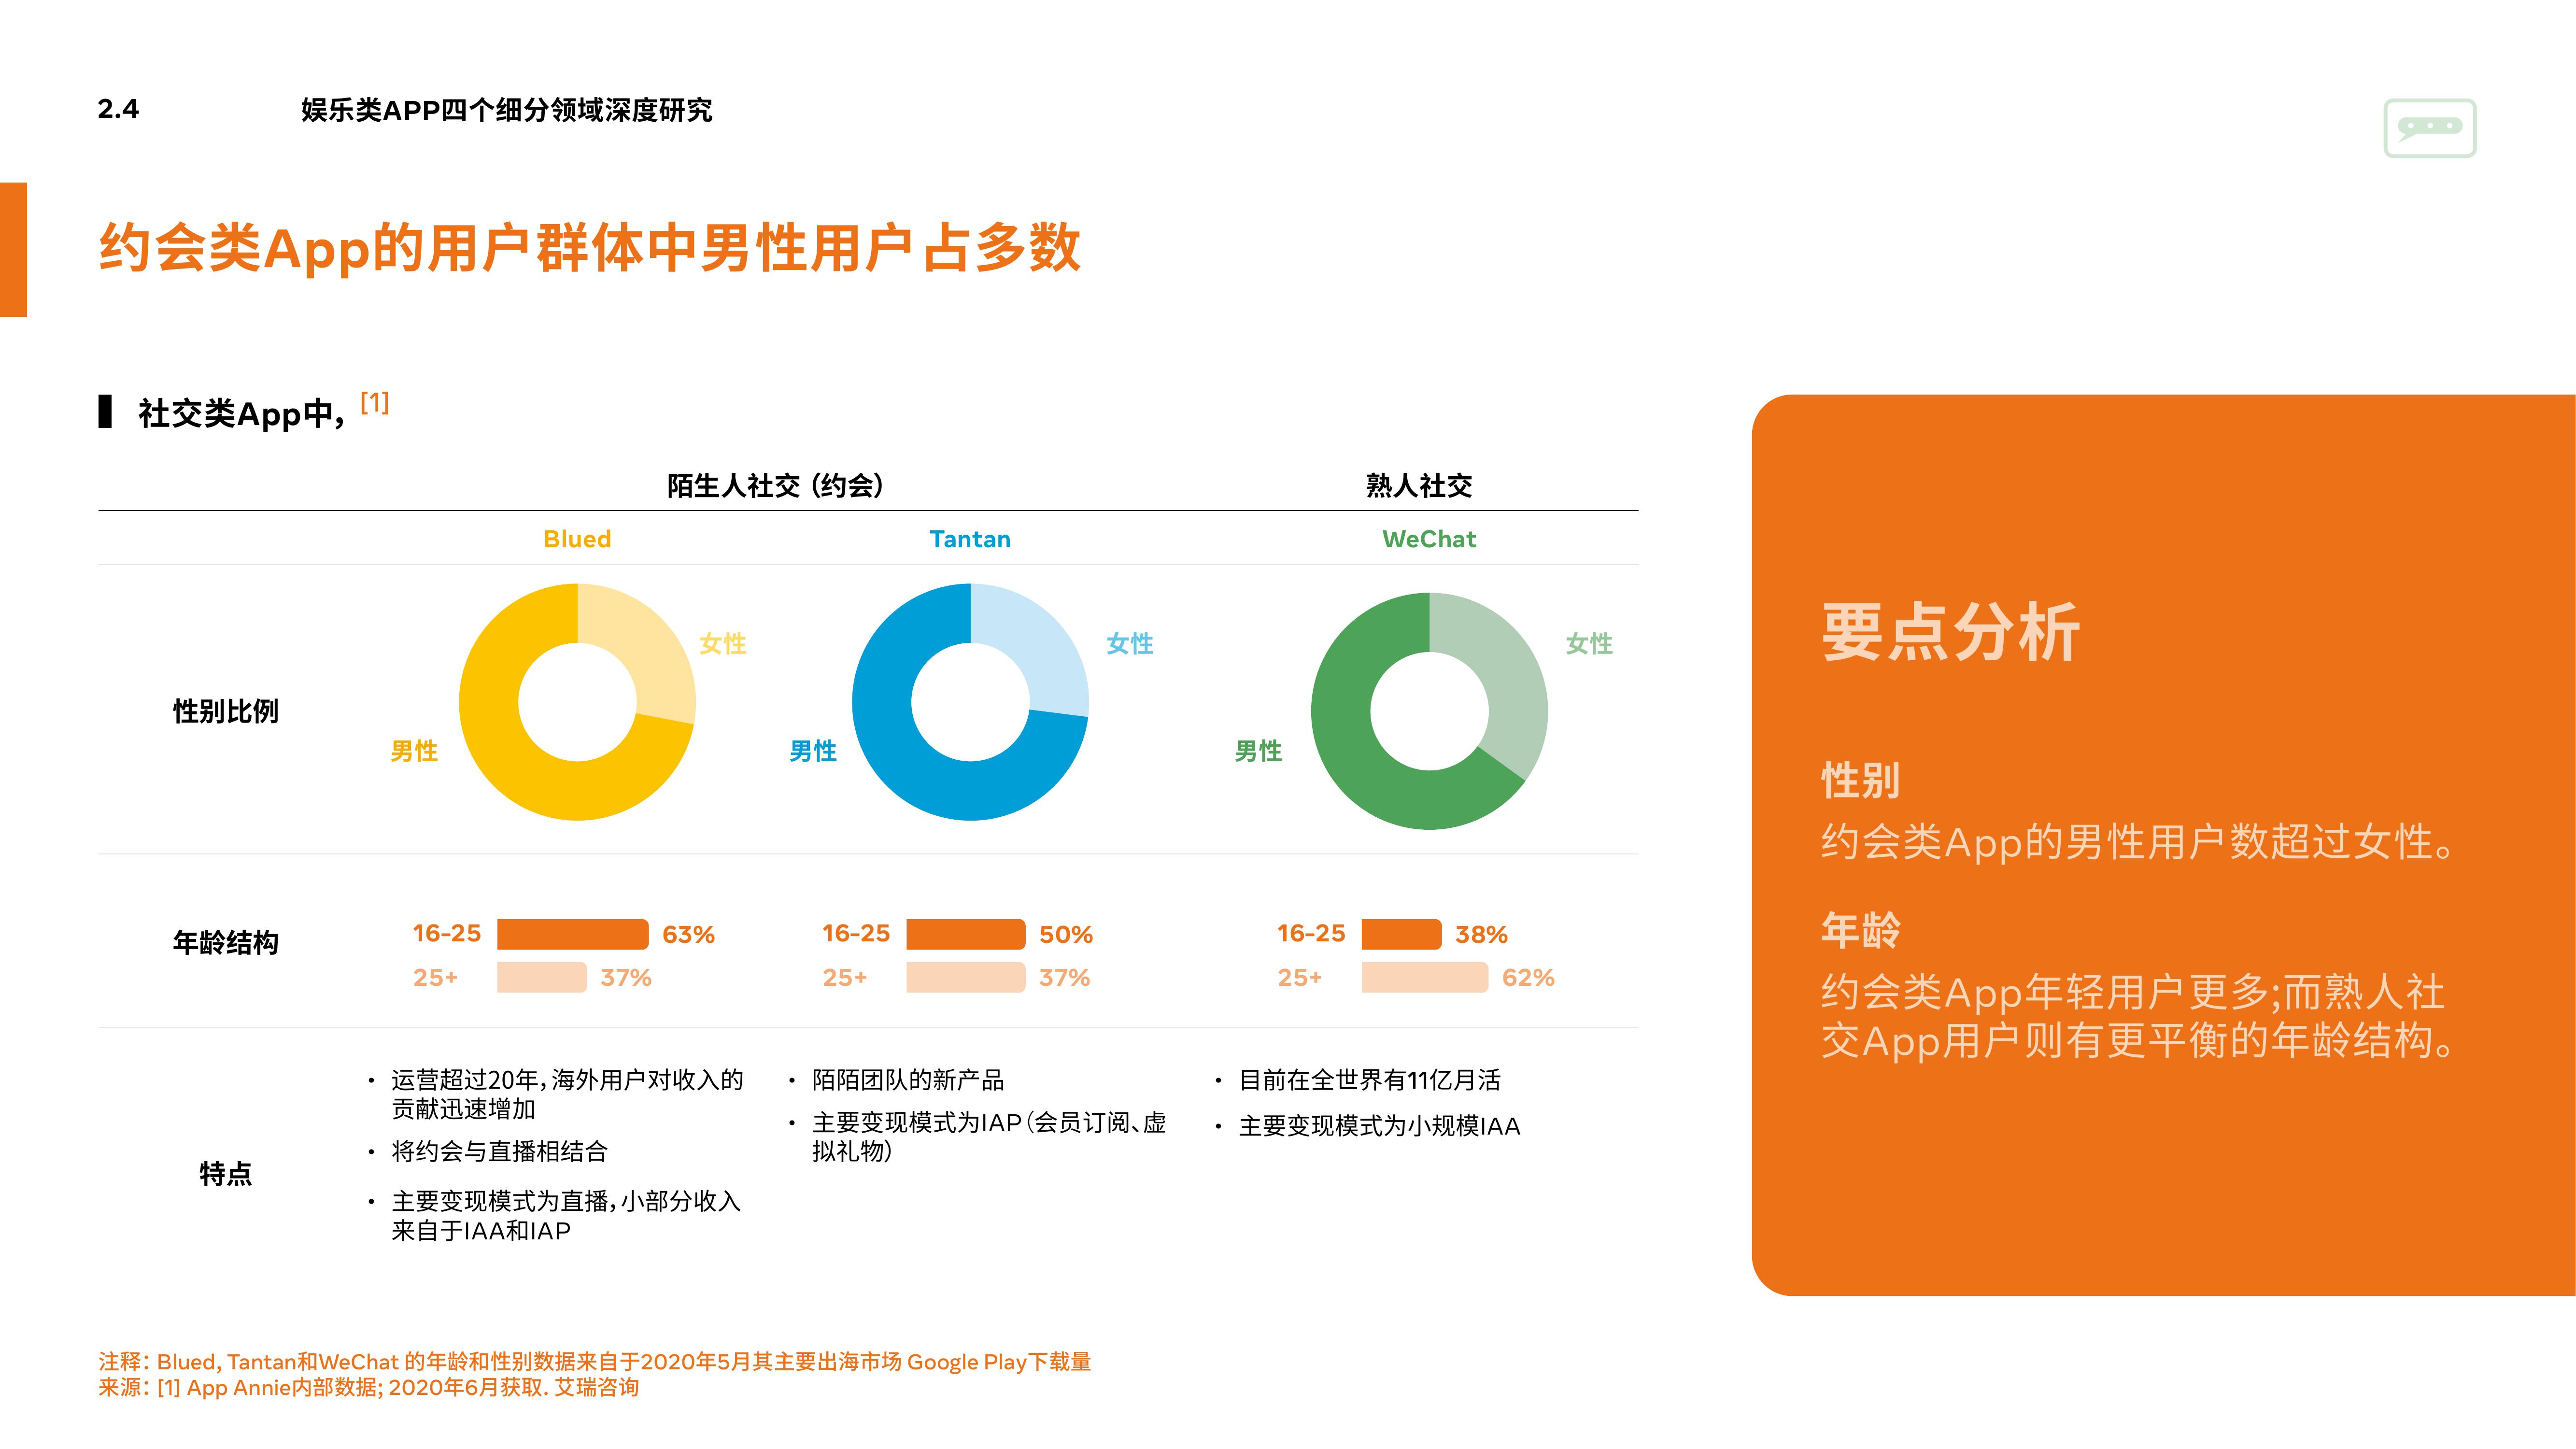 2.4 娱乐类APP四个细分领域深度研究
约会类App的用户群体中男性用户占多数
社交类App中, [1]
陌生人社交（约会） 熟人社交
Blued Tantan WeChat
性别比例
女性
男性
女性
男性
女性
男性
年龄结构
16-25 63%
25+ 37%
16-25 50%
25+ 37%
16-25 38%
25+ 62%
特点
• 运营超过20年，海外用户对收入的
贡献迅速增加
• 将约会与直播相结合
• 主要变现模式为直播，小部分收入
来自于IAA和IAP
• 陌陌团队的新产品
• 主要变现模式为IAP（会员订阅、虚
拟礼物）
• 目前在全世界有11亿月活
• 主要变现模式为小规模IAA
要点分析
性别
约会类App的男性用户数超过女性。
年龄
约会类App年轻用户更多;而熟人社
交App用户则有更平衡的年龄结构。
注释：Blued, Tantan和WeChat 的年龄和性别数据来自于2020年5月其主要出海市场 Google Play下载量
来源：[1] App Annie内部数据; 2020年6月获取. 艾瑞咨询